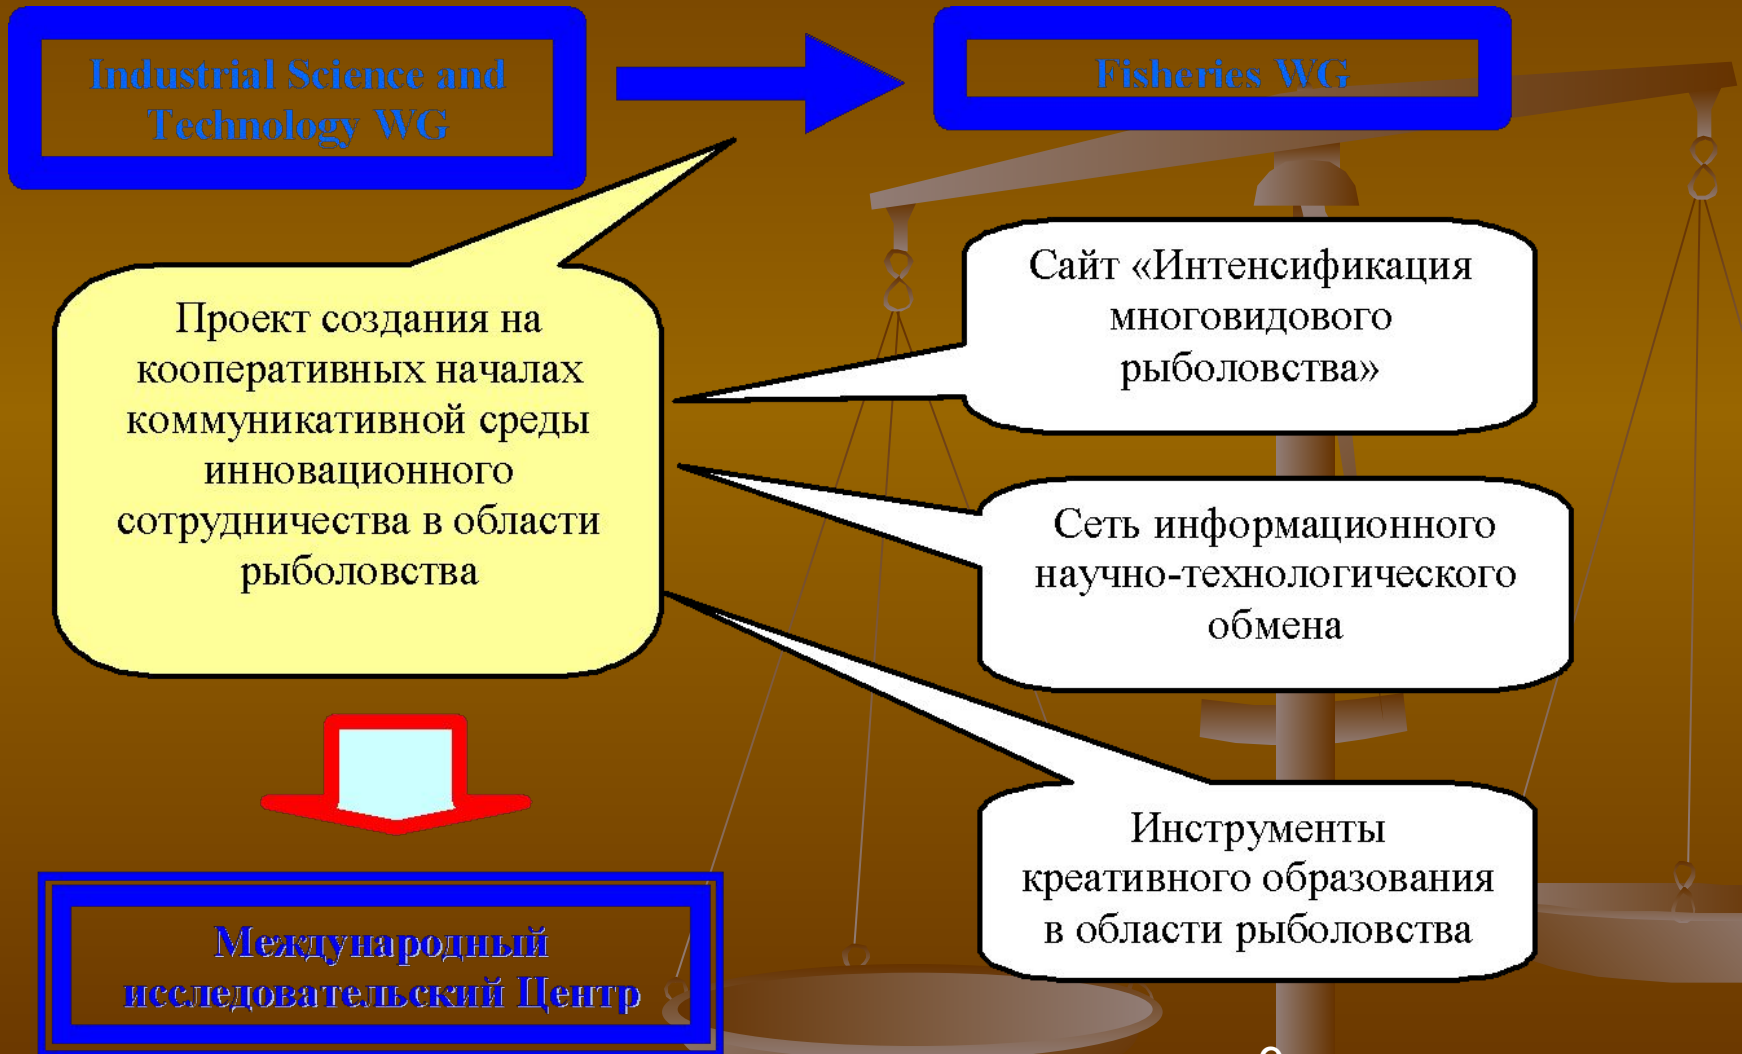 Industrial Science and
Technology WG
Fisheries WG
Проект создания на
кооперативных началах
коммуникативной среды
инновационного
сотрудничества в области
рыболовства
Сайт «Интенсификация
многовидового
рыболовства»
Сеть информационного
научно-технологического
обмена
Инструменты
креативного образования
в области рыболовства
Международный
исследовательский Центр